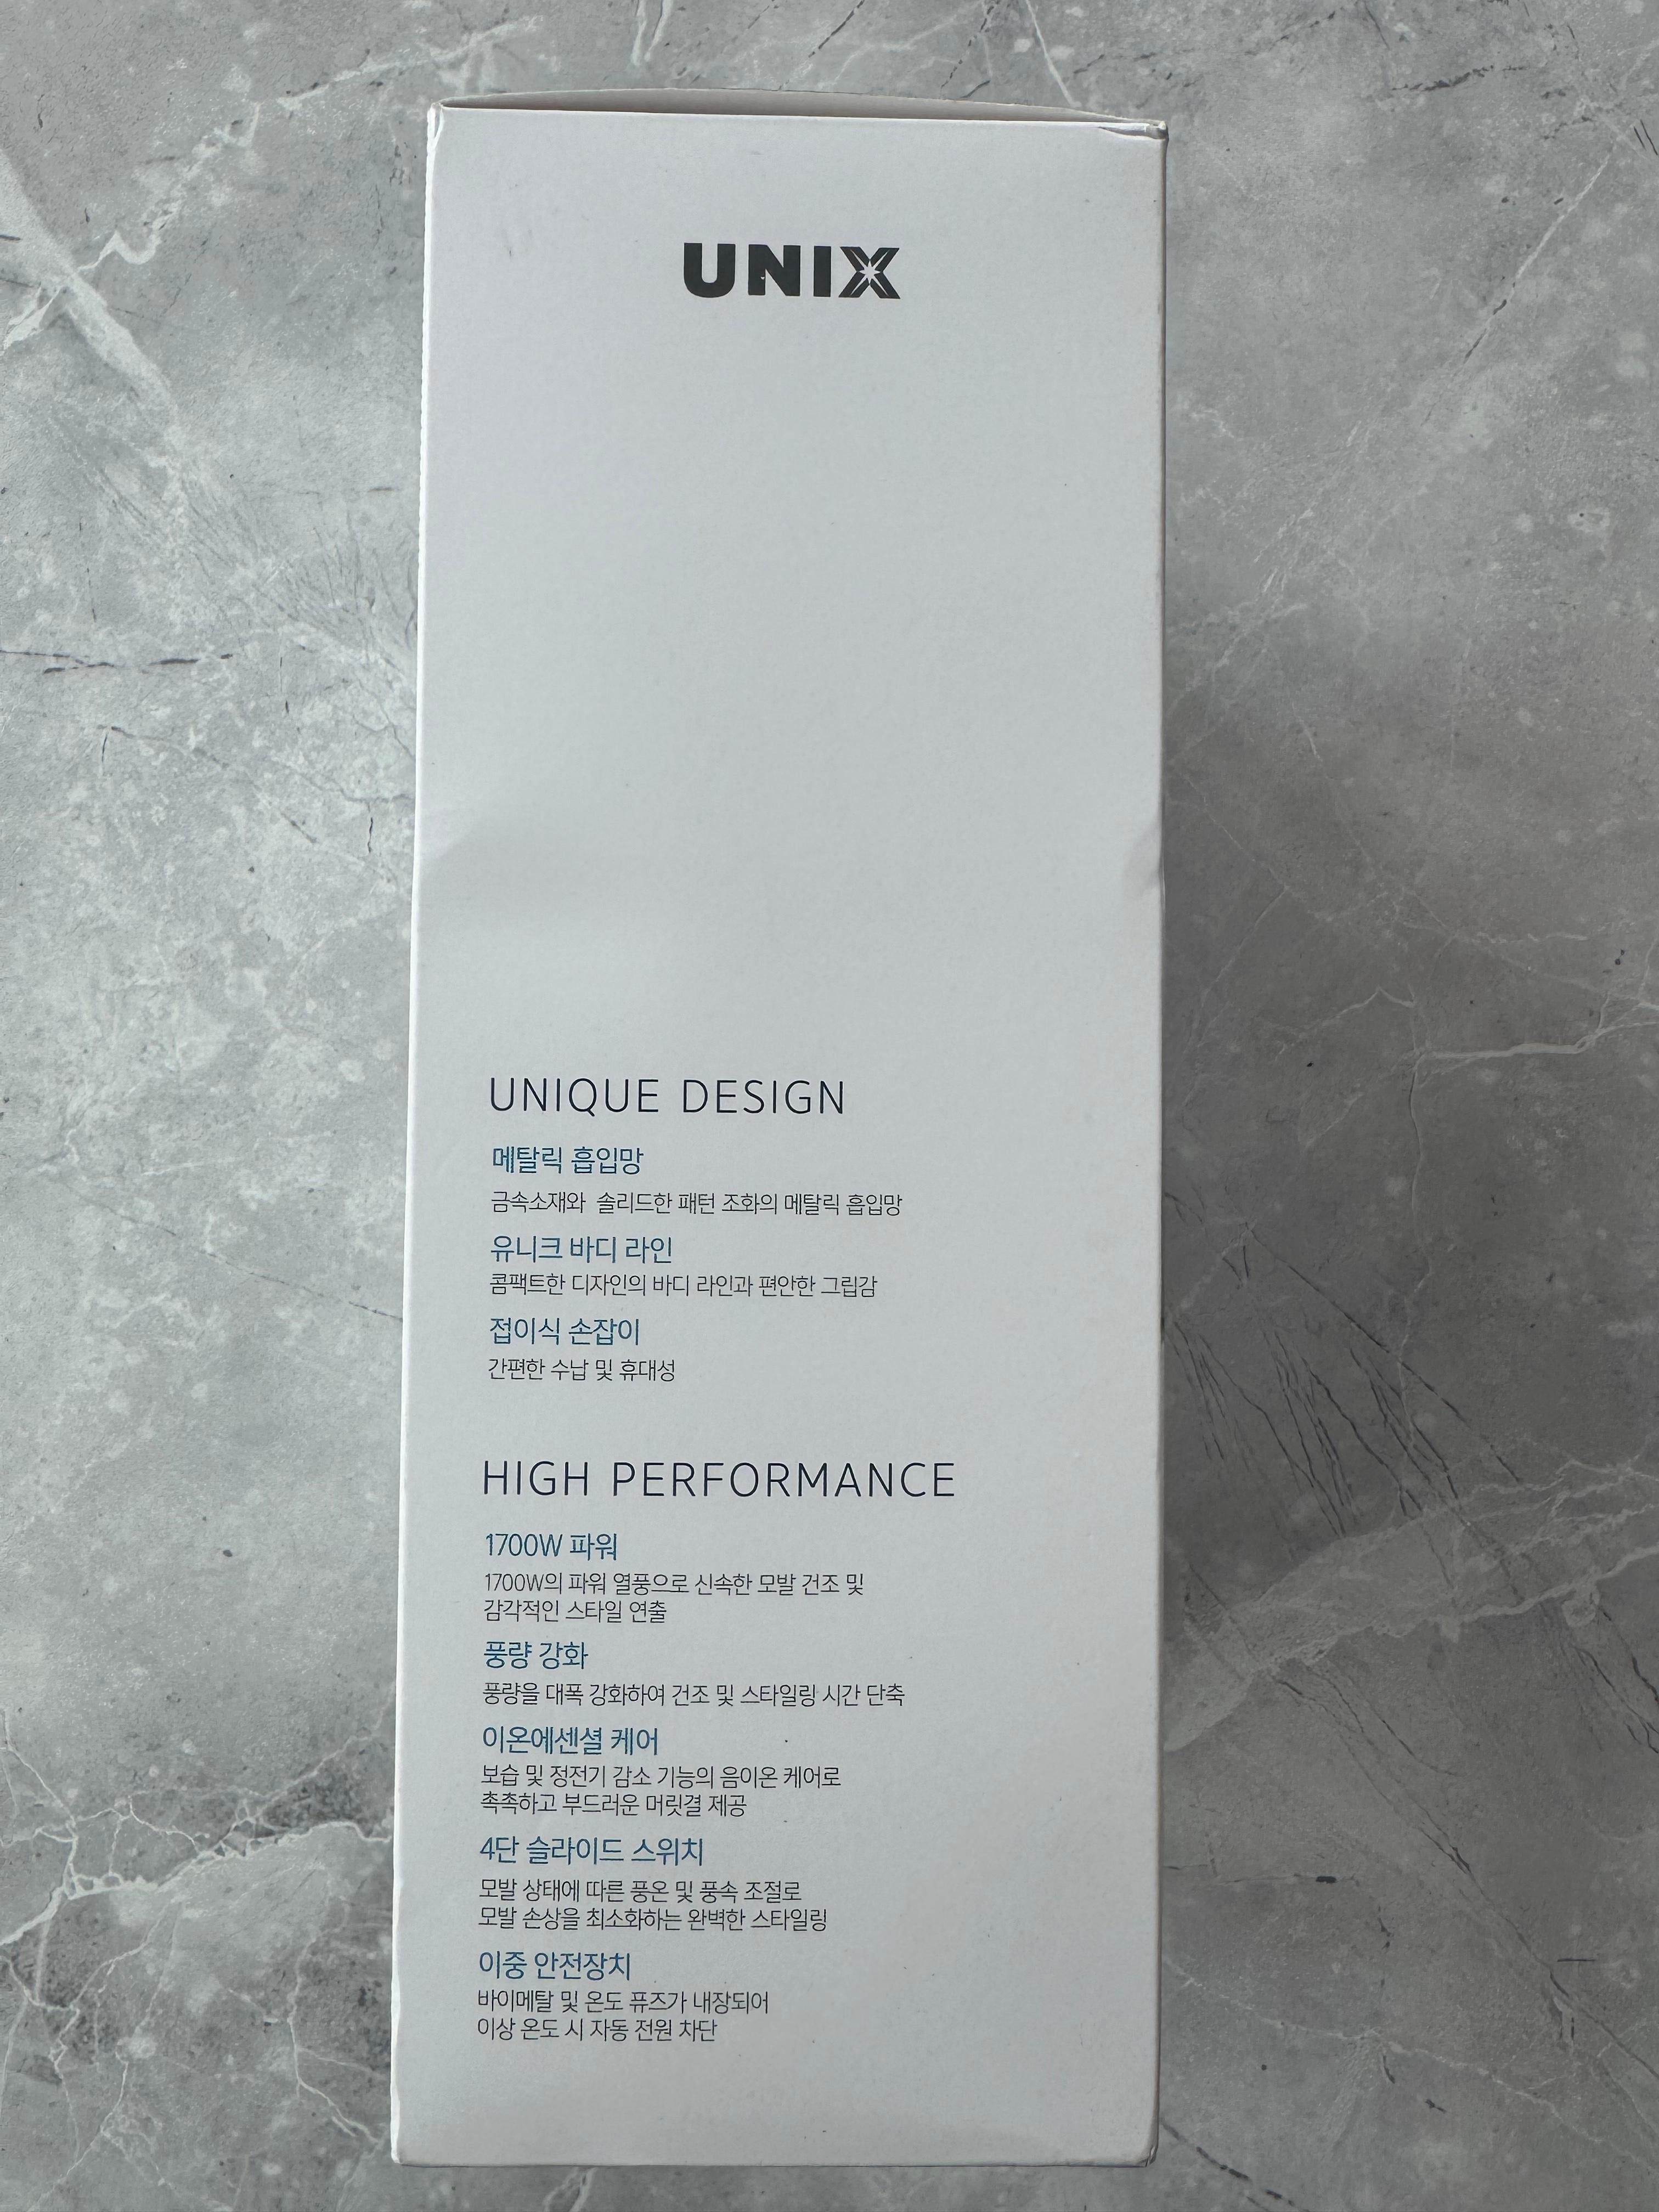 UNIX
UNIQUE DESIGN
메탈릭 흡입망
금속소재와 솔리드한 패턴 조화의 메탈릭 흡입망
유니크 바디 라인
콤팩트한 디자인의 바디 라인과 편안한 그립감
접이식 손잡이
간편한 수납 및 휴대성
HIGH PERFORMANCE
1700W 파워
1700W의 파워 열풍으로 신속한 모발 건조 및
감각적인 스타일 연출
풍량 강화
풍량을 대폭 강화하여 건조 및 스타일링 시간 단축
이온에센셜 케어
보습 및 정전기 감소 기능의 음이온 케어로
촉촉하고 부드러운 머릿결 제공
4단 슬라이드 스위치
모발 상태에 따른 풍온 및 풍속 조절로
모발 손상을 최소화하는 완벽한 스타일링
이중 안전장치
바이메탈 및 온도 퓨즈가 내장되어
이상 온도 시 자동 전원 차단